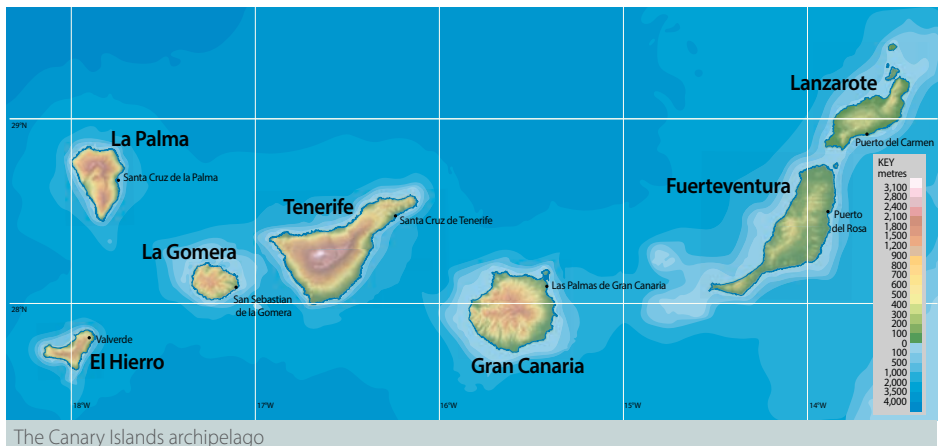 Lanzarote
29°N
La Palma
Puerto del Carmen
KEY
metres
3,100
2,800
2,400
2,100
1,800
1,500
1,200
900
800
700
600
500
400
300
200
100
0
100
500
1,000
2,000
3,500
4,000
Santa Cruz de la Palma
Fuerteventura
Tenerife
Santa Cruz de Tenerife
Puerto
del Rosa
La Gomera
San Sebastian
de la Gomera
Las Palmas de Gran Canaria
28°N
Valverde
El Hierro
Gran Canaria
18°W
17°W
16°W
15°W
14°W
The Canary Islands archipelago